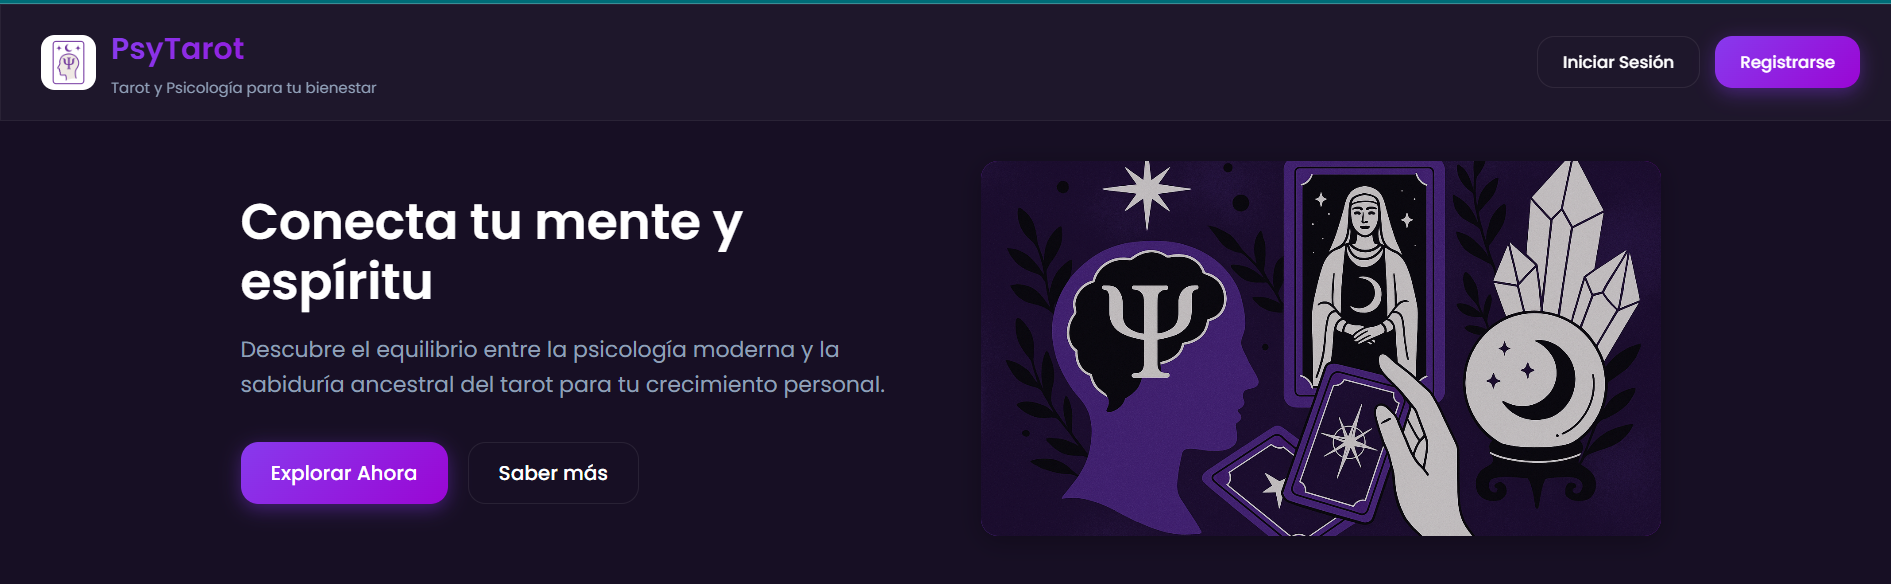 PsyTarot
Tarot y Psicología para tu bienestar
Iniciar Sesión
Registrarse
Conecta tu mente y
espíritu
Descubre el equilibrio entre la psicología moderna y la
sabiduría ancestral del tarot para tu crecimiento personal.
Explorar Ahora
Saber más
Ψ